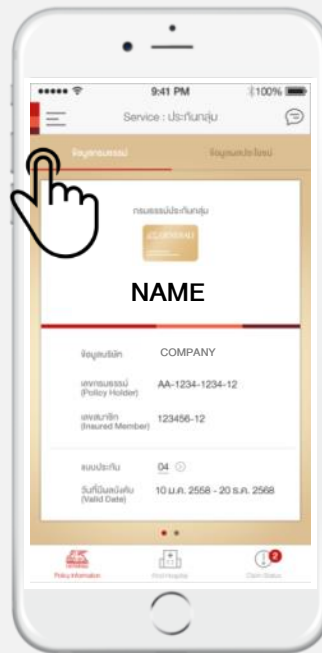 9:41 PM 100%
Service : ประกันกลุ่ม
ข้อมูลกรมธรรม์ ข้อมูลผลประโยชน์
กรมธรรม์ประกันกลุ่ม
NAME
ข้อมูลบริษัท COMPANY
เลขกรมธรรม์ AA-1234-1234-12
(Policy Holder)
เลขสมาชิก 123456-12
(Insured Member)
แบบประกัน 04
วันที่มีผลบังคับ 10 ม.ค. 2558 - 20 ธ.ค. 2568
(Valid Date)
2
Policy Information Find Hospital Claim Status